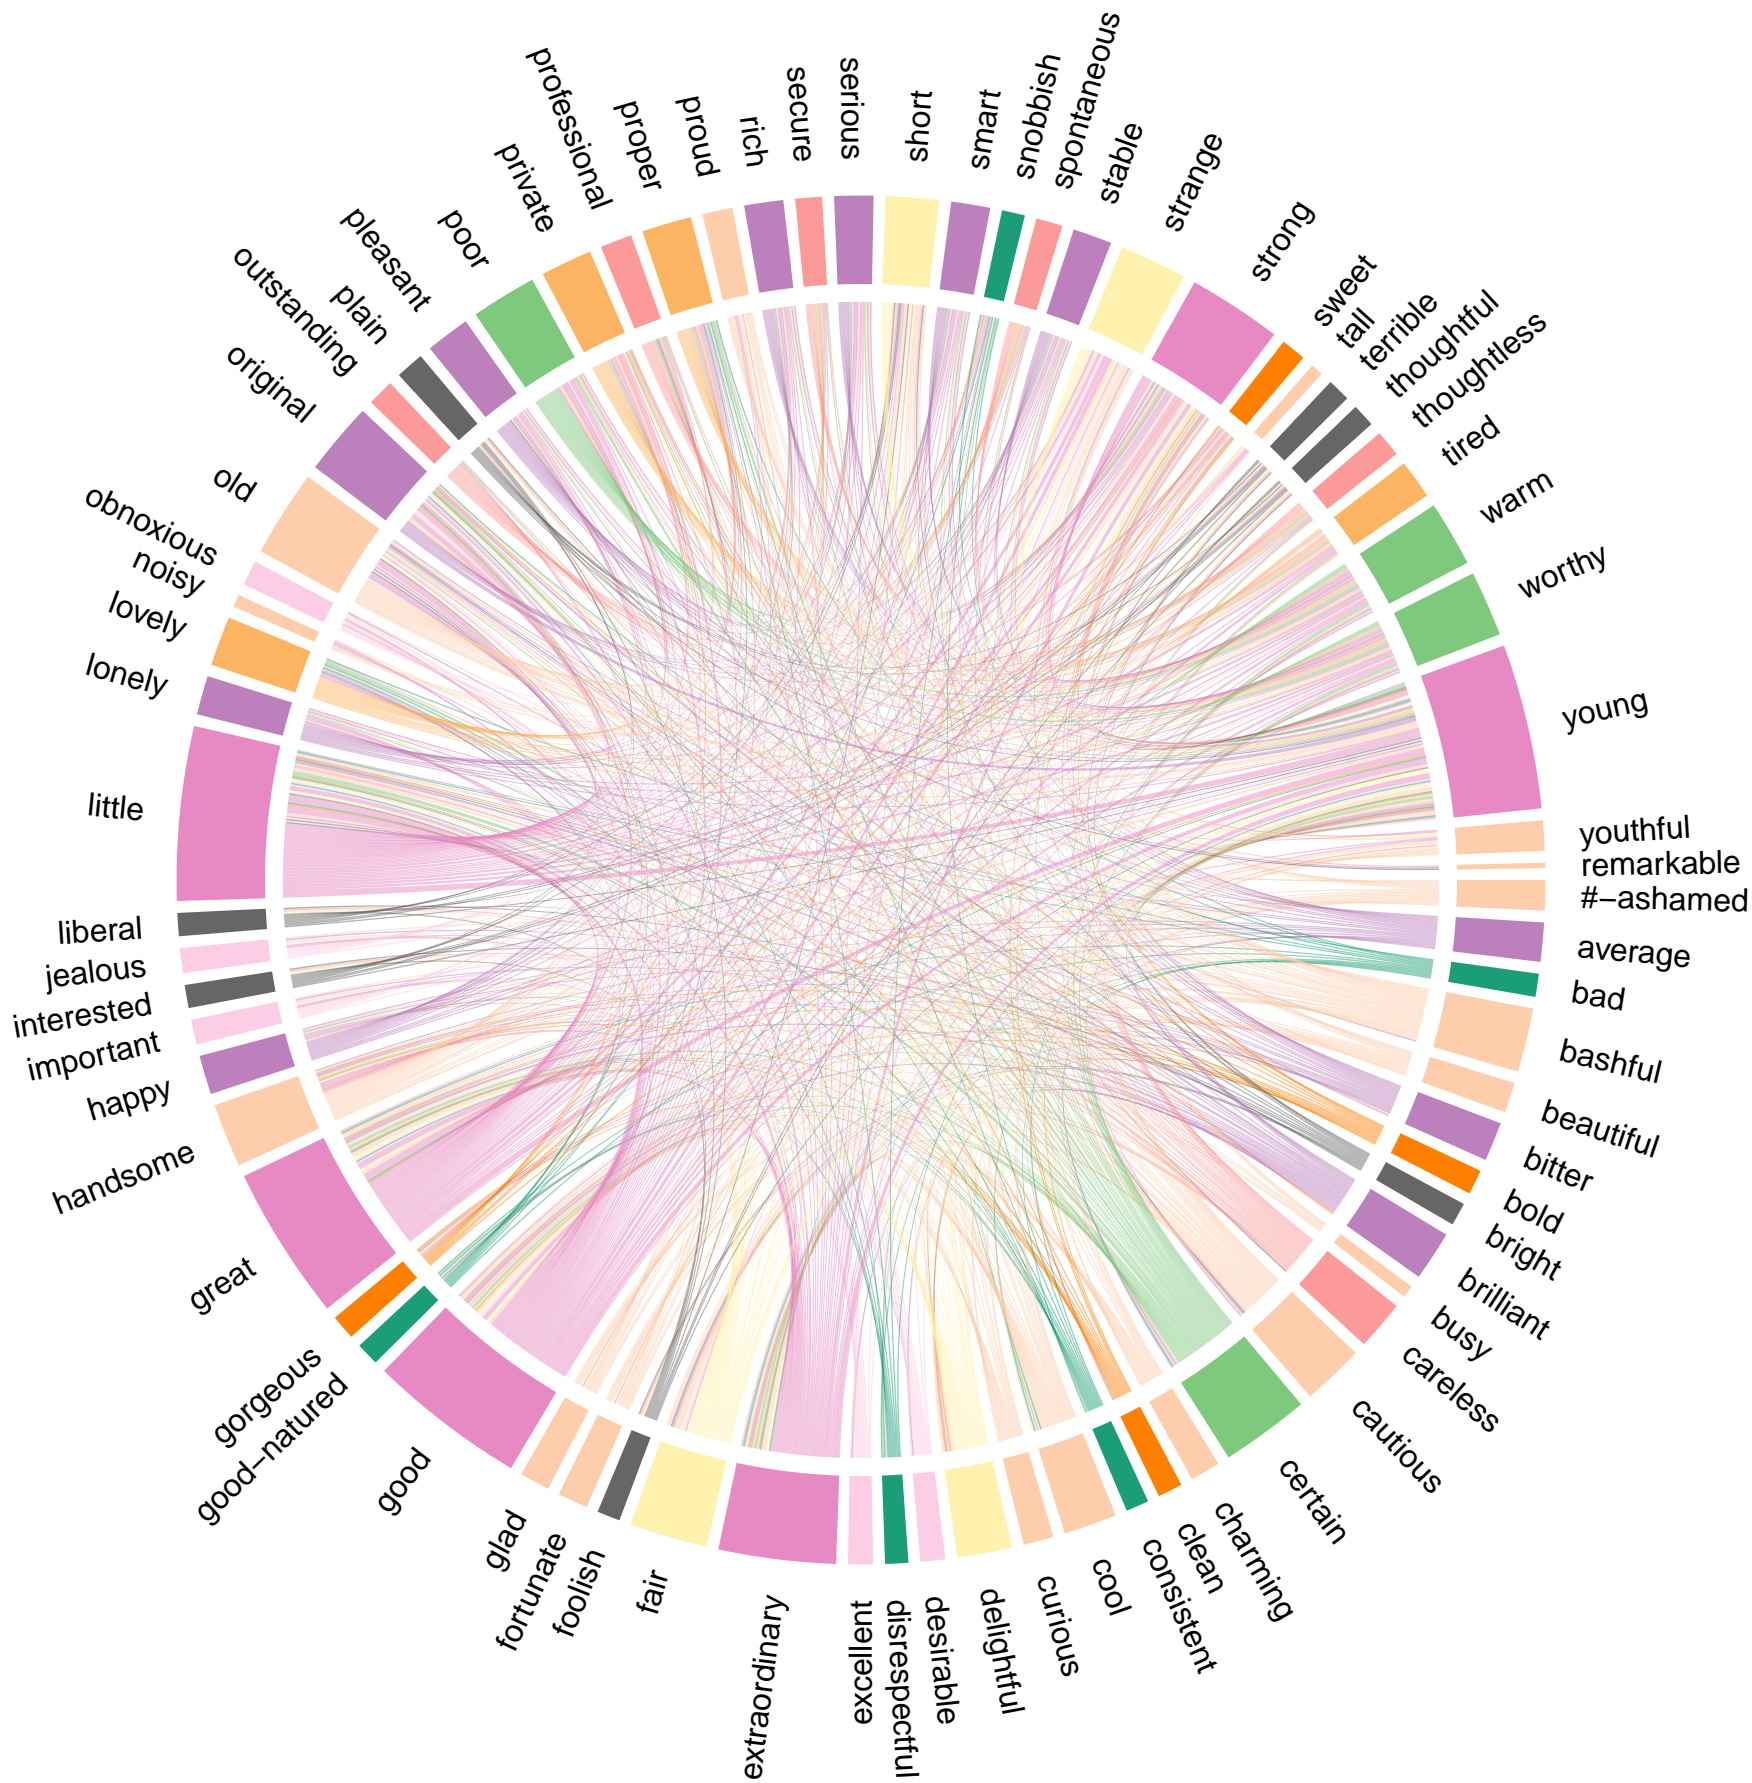 professional
private
proper
proud
rich
secure
serious
short
smart
snobbish
spontaneous
stable
strange
strong
sweet
tall
terrible
thoughtful
thoughtless
tired
warm
worthy
young
youthful
remarkable
#−ashamed
average
bad
bashful
beautiful
bitter
bold
bright
brilliant
busy
careless
cautious
certain
charming
clean
consistent
cool
curious
delightful
desirable
disrespectful
excellent
extraordinary
fair
foolish
fortunate
glad
good
good−natured
gorgeous
great
handsome
happy
important
interested
jealous
liberal
little
lonely
lovely
noisy
obnoxious
old
original
outstanding
plain
pleasant
poor